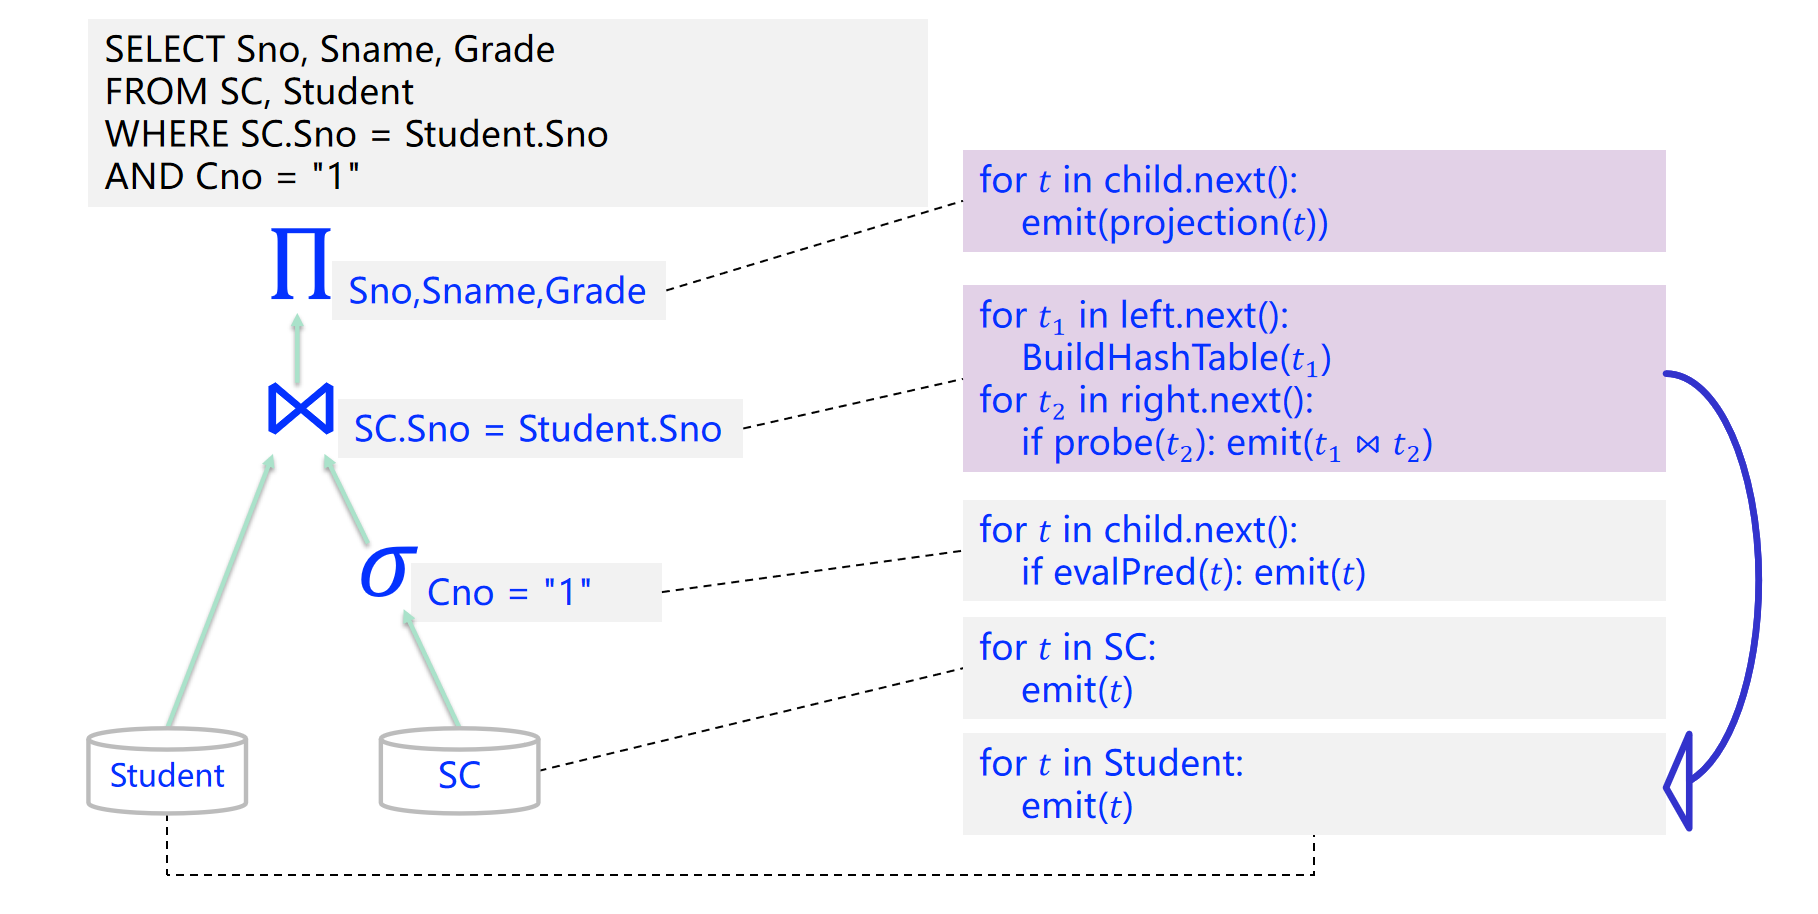 SELECT Sno, Sname, Grade
FROM SC, Student
WHERE SC.Sno = Student.Sno
AND Cno = "1"
∏
Sno,Sname,Grade
⋈
SC.Sno = Student.Sno
σ
Cno = "1"
Student
SC
for t in child.next():
emit(projection(t))
for t₁ in left.next():
BuildHashTable(t₁)
for t₂ in right.next():
if probe(t₂): emit(t₁ ⋈ t₂)
for t in child.next():
if evalPred(t): emit(t)
for t in SC:
emit(t)
for t in Student:
emit(t)